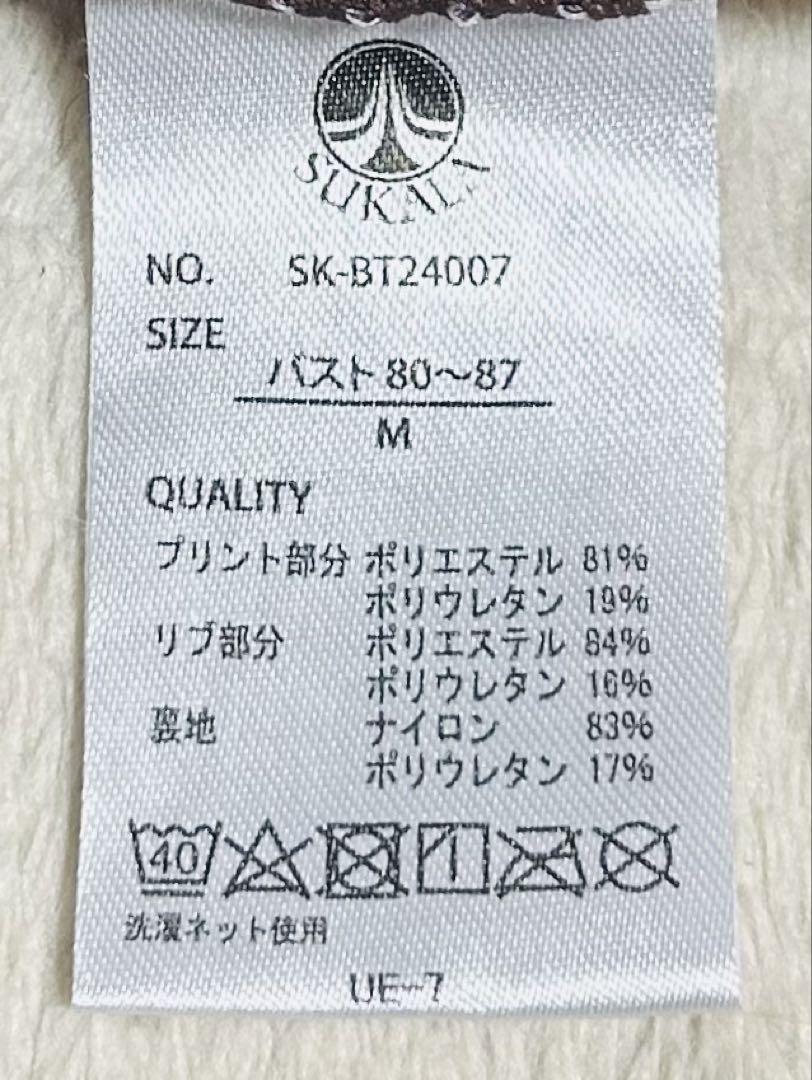 SUKALA
NO. SK-BT24007
SIZE
バスト80～87
M
QUALITY
プリント部分 ポリエステル 81%
ポリウレタン 19%
リブ部分 ポリエステル 84%
ポリウレタン 16%
裏地 ナイロン 83%
ポリウレタン 17%
40
洗濯ネット使用
UE-7